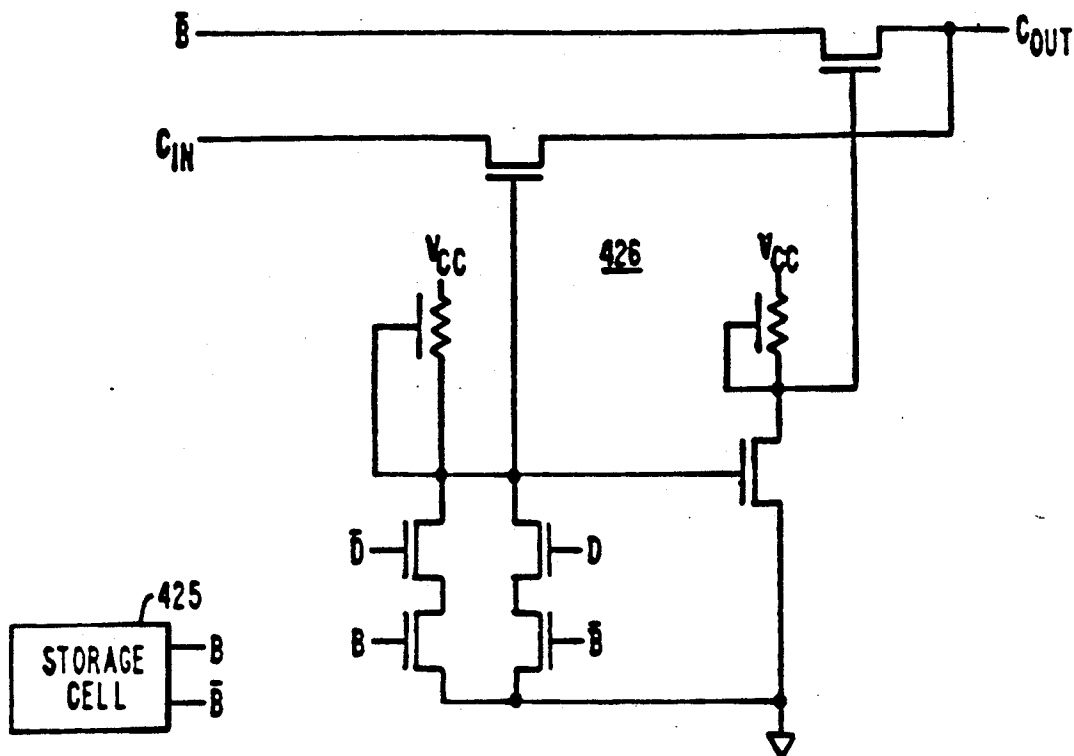 B̅
C_OUT
C_IN
V_CC
426
V_CC
D̅
D
B
B̅
425
STORAGE
CELL
B
B̅